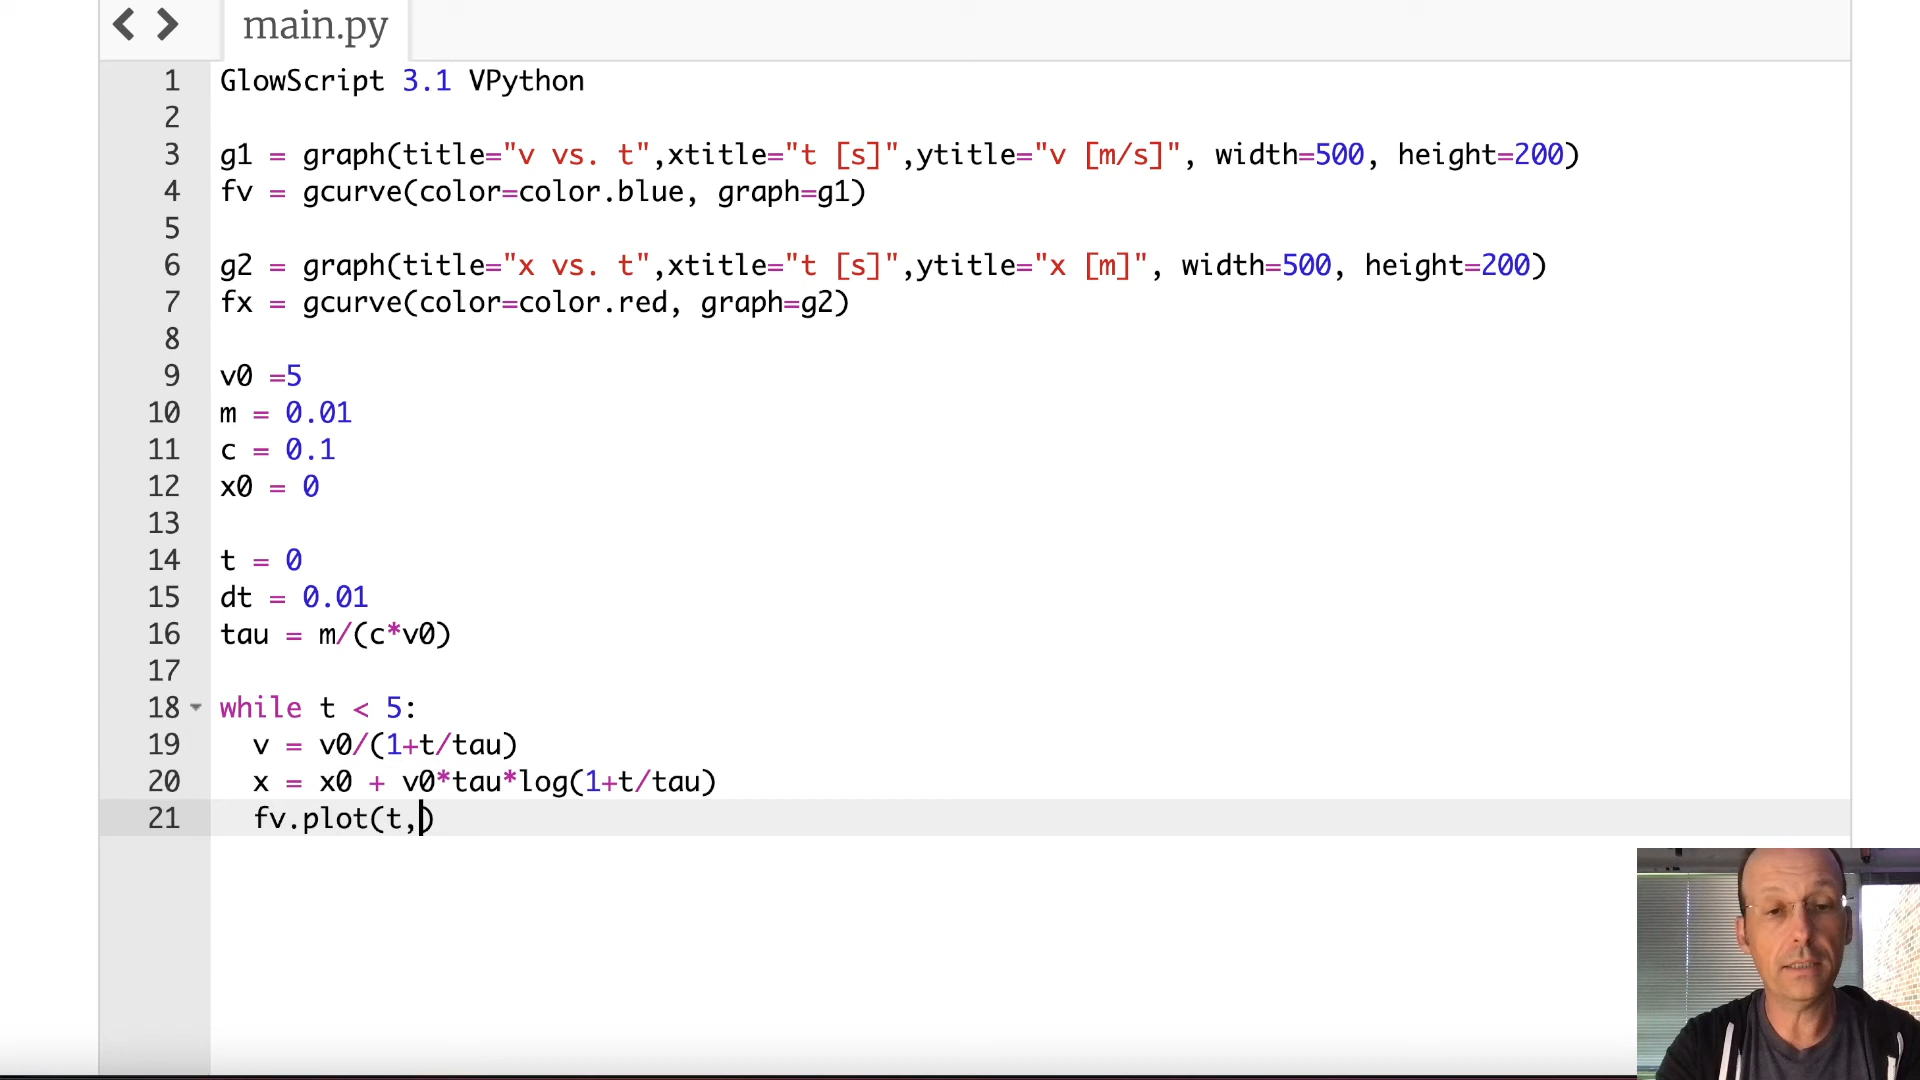 main.py
1 GlowScript 3.1 VPython
2
3 g1 = graph(title="v vs. t",xtitle="t [s]",ytitle="v [m/s]", width=500, height=200)
4 fv = gcurve(color=color.blue, graph=g1)
5
6 g2 = graph(title="x vs. t",xtitle="t [s]",ytitle="x [m]", width=500, height=200)
7 fx = gcurve(color=color.red, graph=g2)
8
9 v0 =5
10 m = 0.01
11 c = 0.1
12 x0 = 0
13
14 t = 0
15 dt = 0.01
16 tau = m/(c*v0)
17
18 while t < 5:
19   v = v0/(1+t/tau)
20   x = x0 + v0*tau*log(1+t/tau)
21   fv.plot(t,)